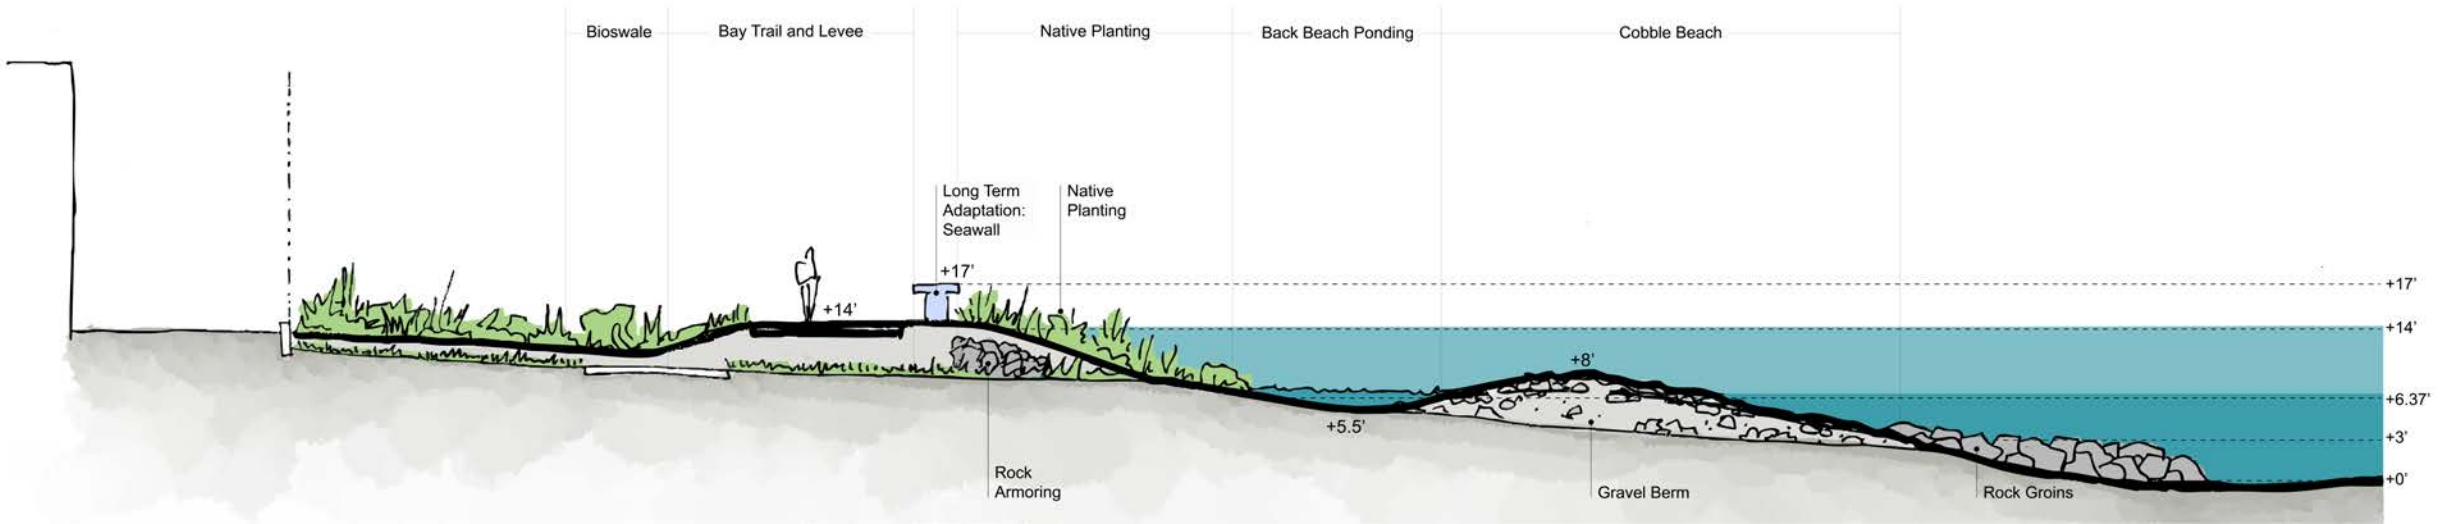 Bioswale
Bay Trail and Levee
Native Planting
Back Beach Ponding
Cobble Beach
Long Term
Adaptation:
Seawall
Native
Planting
+17'
+14'
+17'
+14'
+8'
+6.37'
+5.5'
+3'
+0'
Rock
Armoring
Gravel Berm
Rock Groins